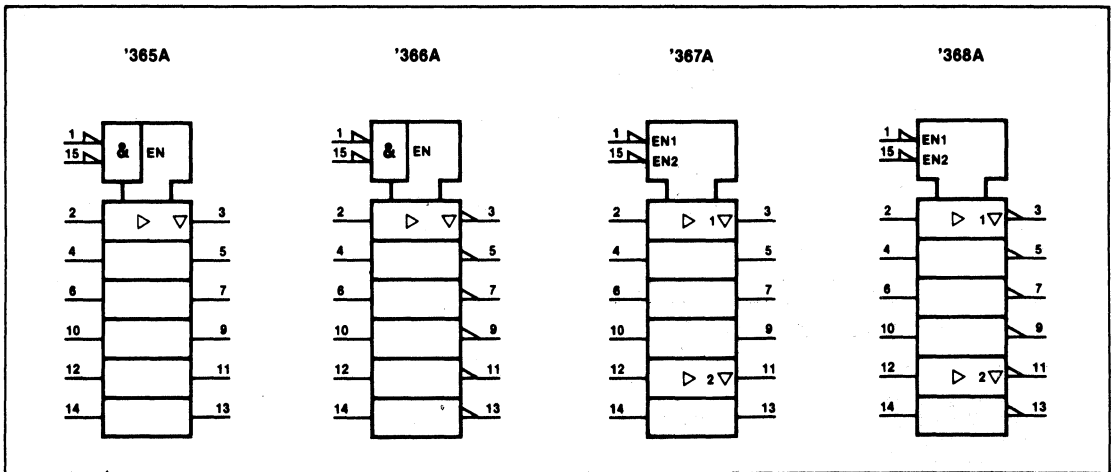 '365A '366A '367A '368A
1 1 1 EN1 1 EN1
& EN & EN
15 15 15 EN2 15 EN2
2 ▷ ▽ 3 2 ▷ ▽ 3 2 ▷ 1▽ 3 2 ▷ 1▽ 3
4 5 4 5 4 5 4 5
6 7 6 7 6 7 6 7
10 9 10 9 10 9 10 9
12 11 12 11 12 ▷ 2▽ 11 12 ▷ 2▽ 11
14 13 14 13 14 13 14 13